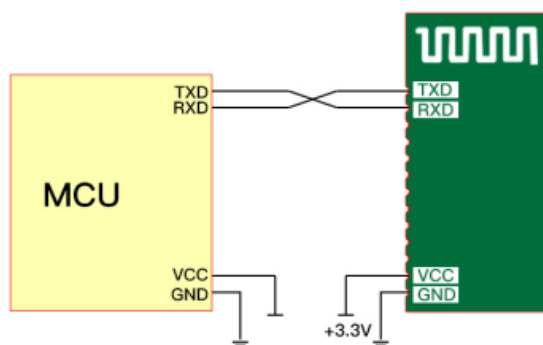 TXD
RXD
MCU
VCC
GND
TXD
RXD
VCC
GND
+3.3V